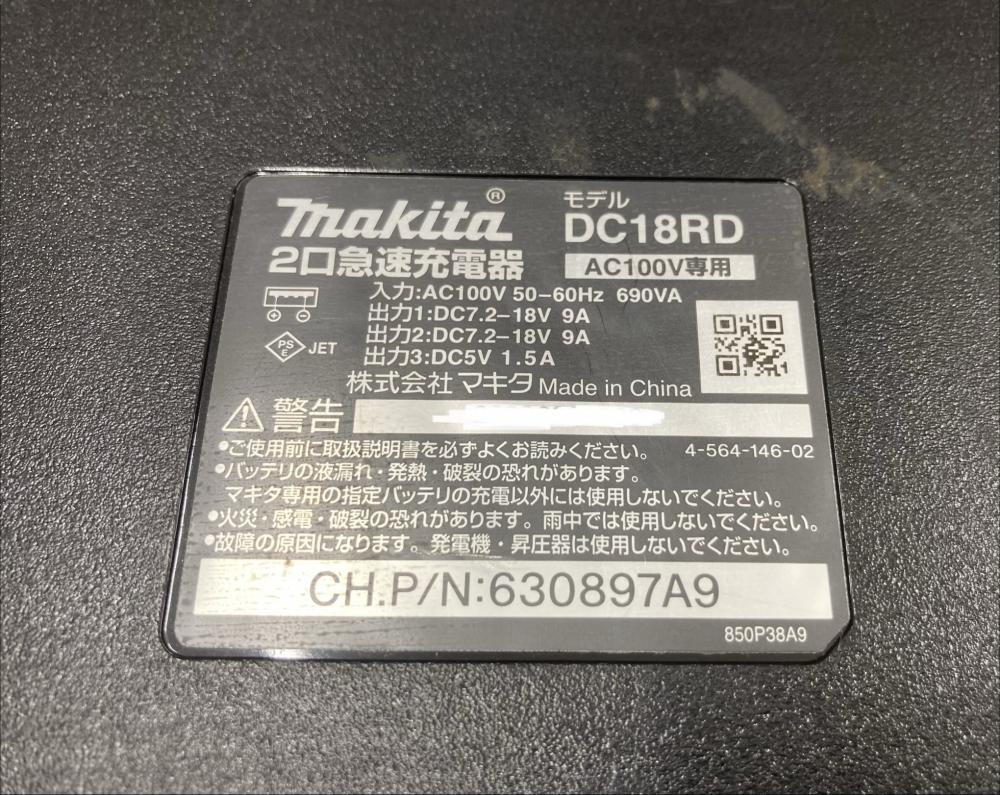 makita®
モデル
DC18RD
2口急速充電器
AC100V専用
入力:AC100V 50-60Hz 690VA
出力1:DC7.2-18V 9A
出力2:DC7.2-18V 9A
出力3:DC5V 1.5A
PS
E
JET
株式会社 マキタ Made in China
警告
●ご使用前に取扱説明書を必ずよくお読みください。 4-564-146-02
●バッテリの液漏れ・発熱・破裂の恐れがあります。
マキタ専用の指定バッテリの充電以外には使用しないでください。
●火災・感電・破裂の恐れがあります。雨中では使用しないでください。
●故障の原因になります。発電機・昇圧器は使用しないでください。
CH.P/N:630897A9
850P38A9